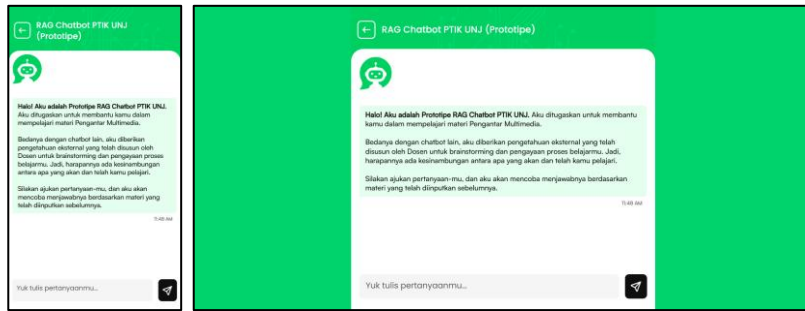 RAG Chatbot PTIK UNJ
(Prototipe)
Halo! Aku adalah Prototipe RAG Chatbot PTIK UNJ.
Aku ditugaskan untuk membantu kamu dalam
mempelajari materi Pengantar Multimedia.
Bedanya dengan chatbot lain, aku diberikan
pengetahuan eksternal yang telah disusun oleh
Dosen untuk brainstorming dan pengayaan proses
belajarmu. Jadi, harapannya ada kesinambungan
antara apa yang akan dan telah kamu pelajari.
Silakan ajukan pertanyaan-mu, dan aku akan
mencoba menjawabnya berdasarkan materi yang
telah diinputkan sebelumnya.
11:48 AM
Yuk tulis pertanyaanmu...
RAG Chatbot PTIK UNJ (Prototipe)
Halo! Aku adalah Prototipe RAG Chatbot PTIK UNJ. Aku ditugaskan untuk membantu
kamu dalam mempelajari materi Pengantar Multimedia.
Bedanya dengan chatbot lain, aku diberikan pengetahuan eksternal yang telah
disusun oleh Dosen untuk brainstorming dan pengayaan proses belajarmu. Jadi,
harapannya ada kesinambungan antara apa yang akan dan telah kamu pelajari.
Silakan ajukan pertanyaan-mu, dan aku akan mencoba menjawabnya berdasarkan
materi yang telah diinputkan sebelumnya.
11:49 AM
Yuk tulis pertanyaanmu...